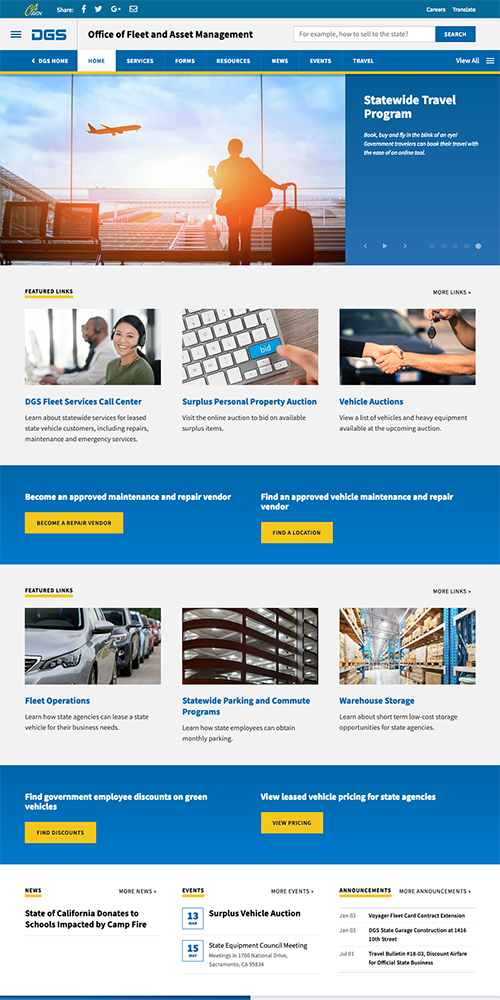 CA.GOV Share: Careers Translate
DGS Office of Fleet and Asset Management For example, how to sell to the state? SEARCH
DGS HOME HOME SERVICES FORMS RESOURCES NEWS EVENTS TRAVEL View All
Statewide Travel
Program
Book, buy and fly in the blink of an eye!
Government travelers can book their travel with
the ease of an online tool.
FEATURED LINKS MORE LINKS »
bid
DGS Fleet Services Call Center
Learn about statewide services for leased
state vehicle customers, including repairs,
maintenance and emergency services.
Surplus Personal Property Auction
Visit the online auction to bid on available
surplus items.
Vehicle Auctions
View a list of vehicles and heavy equipment
available at the upcoming auction.
Become an approved maintenance and repair vendor
BECOME A REPAIR VENDOR
Find an approved vehicle maintenance and repair
vendor
FIND A LOCATION
FEATURED LINKS MORE LINKS »
Fleet Operations
Learn how state agencies can lease a state
vehicle for their business needs.
Statewide Parking and Commute
Programs
Learn how state employees can obtain
monthly parking.
Warehouse Storage
Learn about short term low-cost storage
opportunities for state agencies.
Find government employee discounts on green
vehicles
FIND DISCOUNTS
View leased vehicle pricing for state agencies
VIEW PRICING
NEWS MORE NEWS »
State of California Donates to
Schools Impacted by Camp Fire
EVENTS MORE EVENTS »
13 MAR Surplus Vehicle Auction
15 MAY State Equipment Council Meeting
Meetings in 1700 National Drive,
Sacramento, CA 95834
ANNOUNCEMENTS MORE ANNOUNCEMENTS »
Jan 03 Voyager Fleet Card Contract Extension
Jan 03 DGS State Garage Construction at 1416
10th Street
Jul 01 Travel Bulletin #18-03, Discount Airfare
for Official State Business